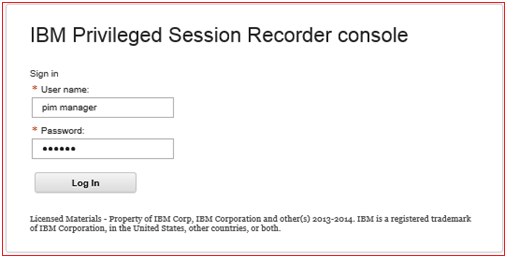 IBM Privileged Session Recorder console
Sign in
* User name:
pim manager
* Password:
••••••
Log In
Licensed Materials - Property of IBM Corp, IBM Corporation and other(s) 2013-2014. IBM is a registered trademark
of IBM Corporation, in the United States, other countries, or both.